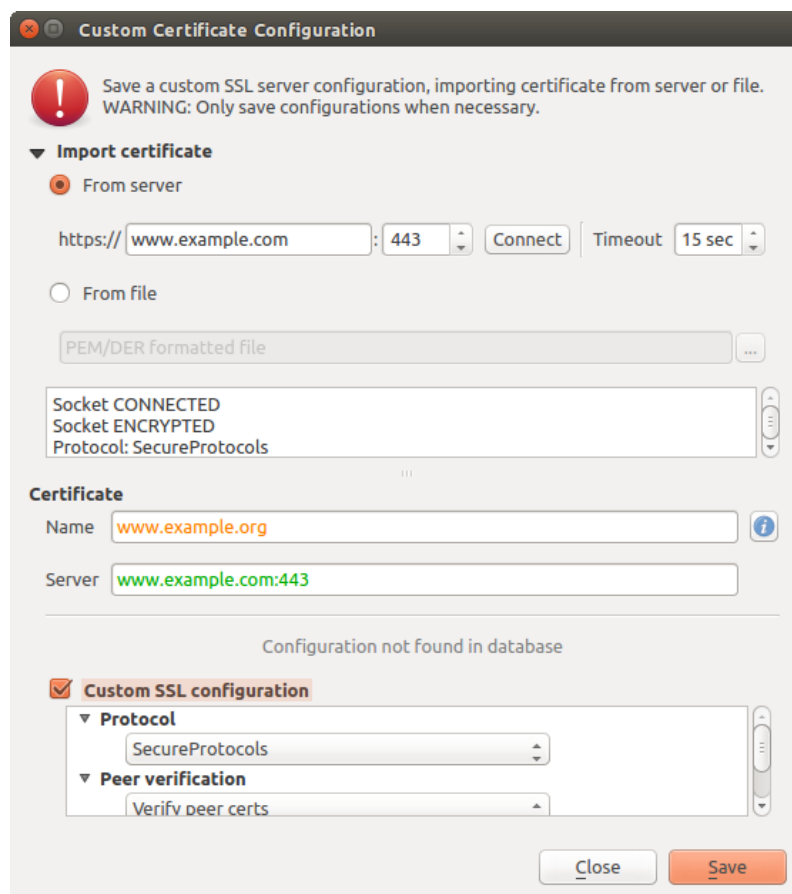 Custom Certificate Configuration
Save a custom SSL server configuration, importing certificate from server or file.
WARNING: Only save configurations when necessary.
Import certificate
From server
https:// www.example.com : 443 Connect Timeout 15 sec
From file
PEM/DER formatted file ...
Socket CONNECTED
Socket ENCRYPTED
Protocol: SecureProtocols
Certificate
Name www.example.org
Server www.example.com:443
Configuration not found in database
Custom SSL configuration
Protocol
SecureProtocols
Peer verification
Verify peer certs
Close Save